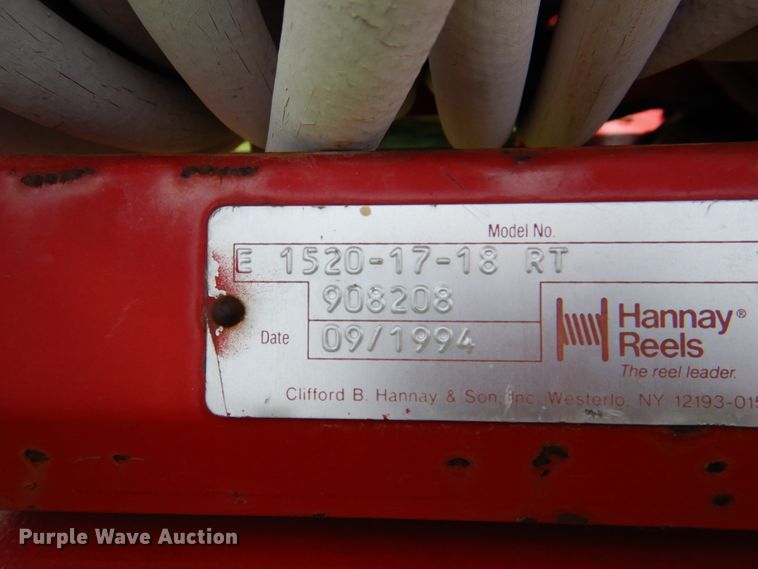 Model No.
E 1520-17-18 RT
908208
Date 09/1994
Hannay®
Reels
The reel leader.
Clifford B. Hannay & Son, Inc. Westerlo, NY 12193-015
Purple Wave Auction